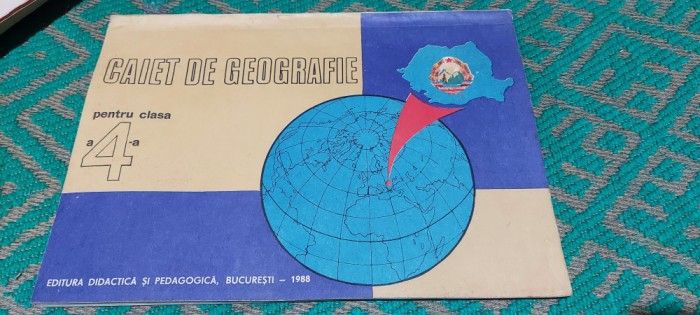 CAIET DE GEOGRAFIE
pentru clasa
a 4-a
EDITURA DIDACTICĂ ȘI PEDAGOGICĂ, BUCUREȘTI – 1988